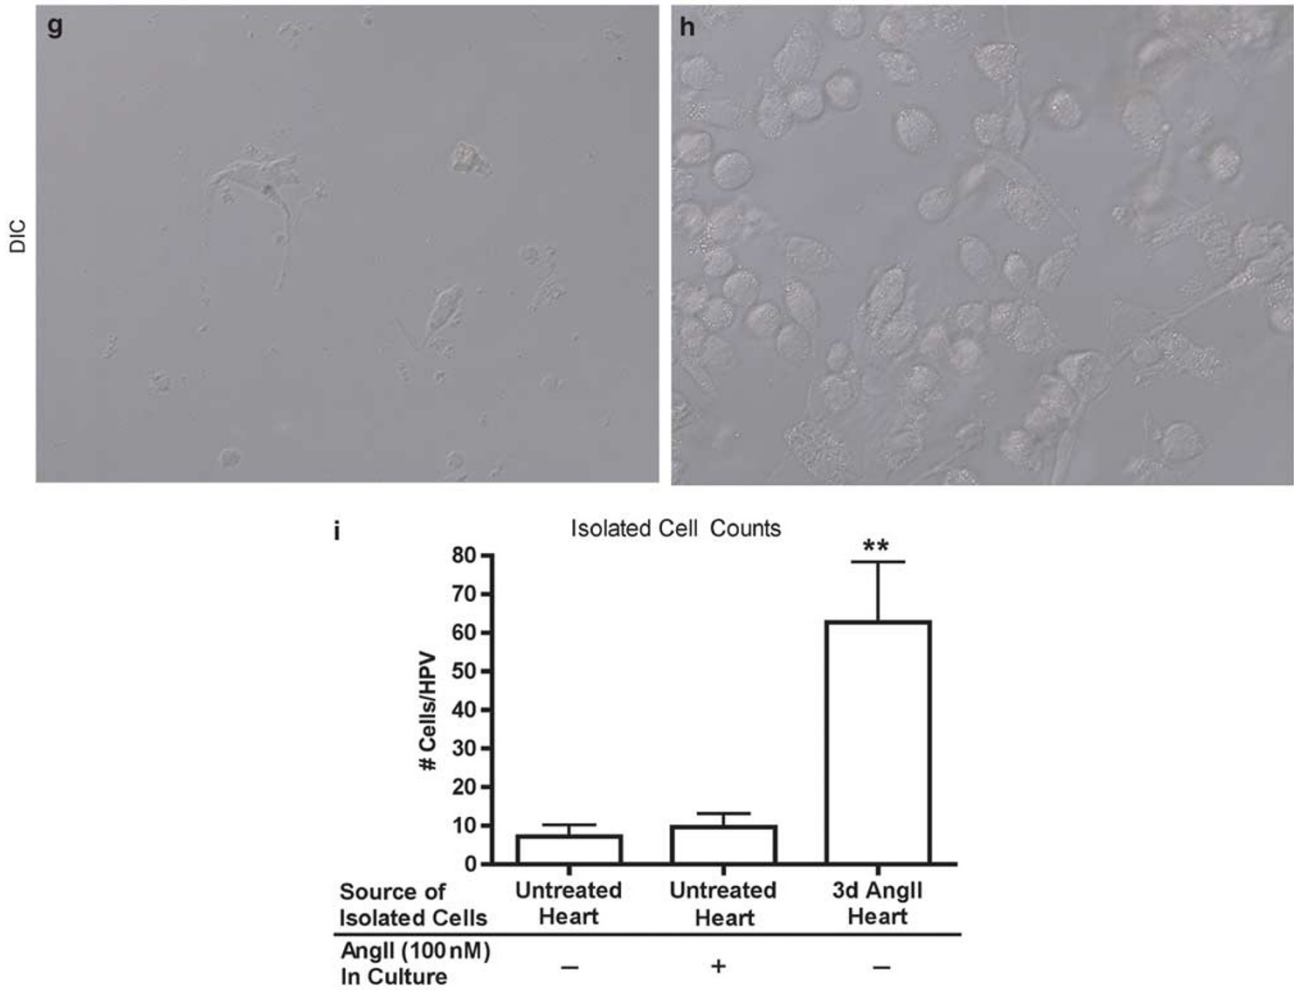 g
h
DIC
i
Isolated Cell Counts
**
80
70
60
50
40
30
20
10
0
# Cells/HPV
Source of
Isolated Cells
Untreated
Heart
Untreated
Heart
3d AngII
Heart
AngII (100 nM)
In Culture
–
+
–